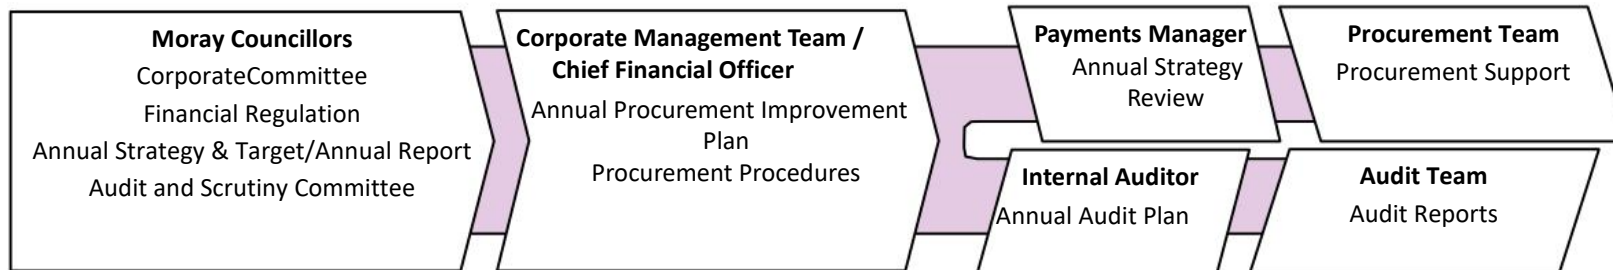 Moray Councillors
CorporateCommittee
Financial Regulation
Annual Strategy & Target/Annual Report
Audit and Scrutiny Committee
Corporate Management Team /
Chief Financial Officer
Annual Procurement Improvement
Plan
Procurement Procedures
Payments Manager
Annual Strategy
Review
Procurement Team
Procurement Support
Internal Auditor
Annual Audit Plan
Audit Team
Audit Reports